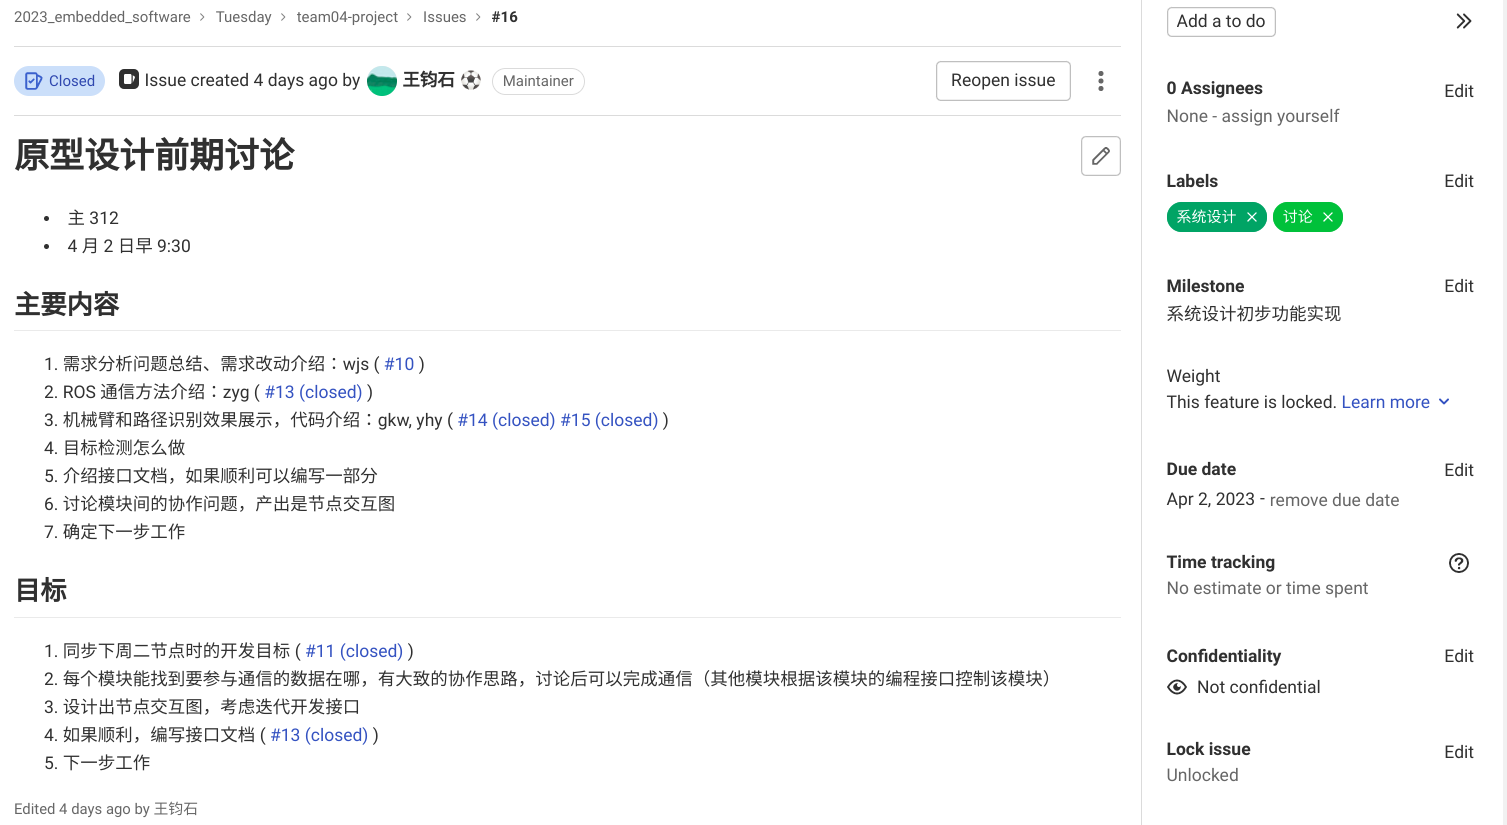 2023_embedded_software > Tuesday > team04-project > Issues > #16
Closed Issue created 4 days ago by 王钧石 ⚽ Maintainer Reopen issue
原型设计前期讨论
• 主 312
• 4 月 2 日早 9:30
主要内容
1. 需求分析问题总结、需求改动介绍：wjs ( #10 )
2. ROS 通信方法介绍：zyg ( #13 (closed) )
3. 机械臂和路径识别效果展示，代码介绍：gkw, yhy ( #14 (closed) #15 (closed) )
4. 目标检测怎么做
5. 介绍接口文档，如果顺利可以编写一部分
6. 讨论模块间的协作问题，产出是节点交互图
7. 确定下一步工作
目标
1. 同步下周二节点时的开发目标 ( #11 (closed) )
2. 每个模块能找到要参与通信的数据在哪，有大致的协作思路，讨论后可以完成通信（其他模块根据该模块的编程接口控制该模块）
3. 设计出节点交互图，考虑迭代开发接口
4. 如果顺利，编写接口文档 ( #13 (closed) )
5. 下一步工作
Edited 4 days ago by 王钧石
Add a to do
0 Assignees Edit
None - assign yourself
Labels Edit
系统设计 × 讨论 ×
Milestone Edit
系统设计初步功能实现
Weight
This feature is locked. Learn more
Due date Edit
Apr 2, 2023 - remove due date
Time tracking
No estimate or time spent
Confidentiality Edit
Not confidential
Lock issue Edit
Unlocked